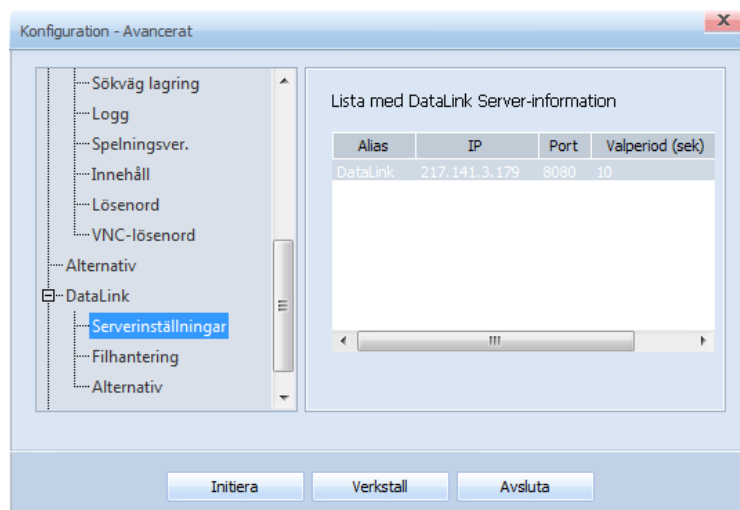 Konfiguration - Avancerat
Sökväg lagring
Logg
Spelningsver.
Innehåll
Lösenord
VNC-lösenord
Alternativ
DataLink
Serverinställningar
Filhantering
Alternativ
Lista med DataLink Server-information
Alias IP Port Valperiod (sek)
DataLink 217.141.3.179 8080 10
Initiera Verkstall Avsluta